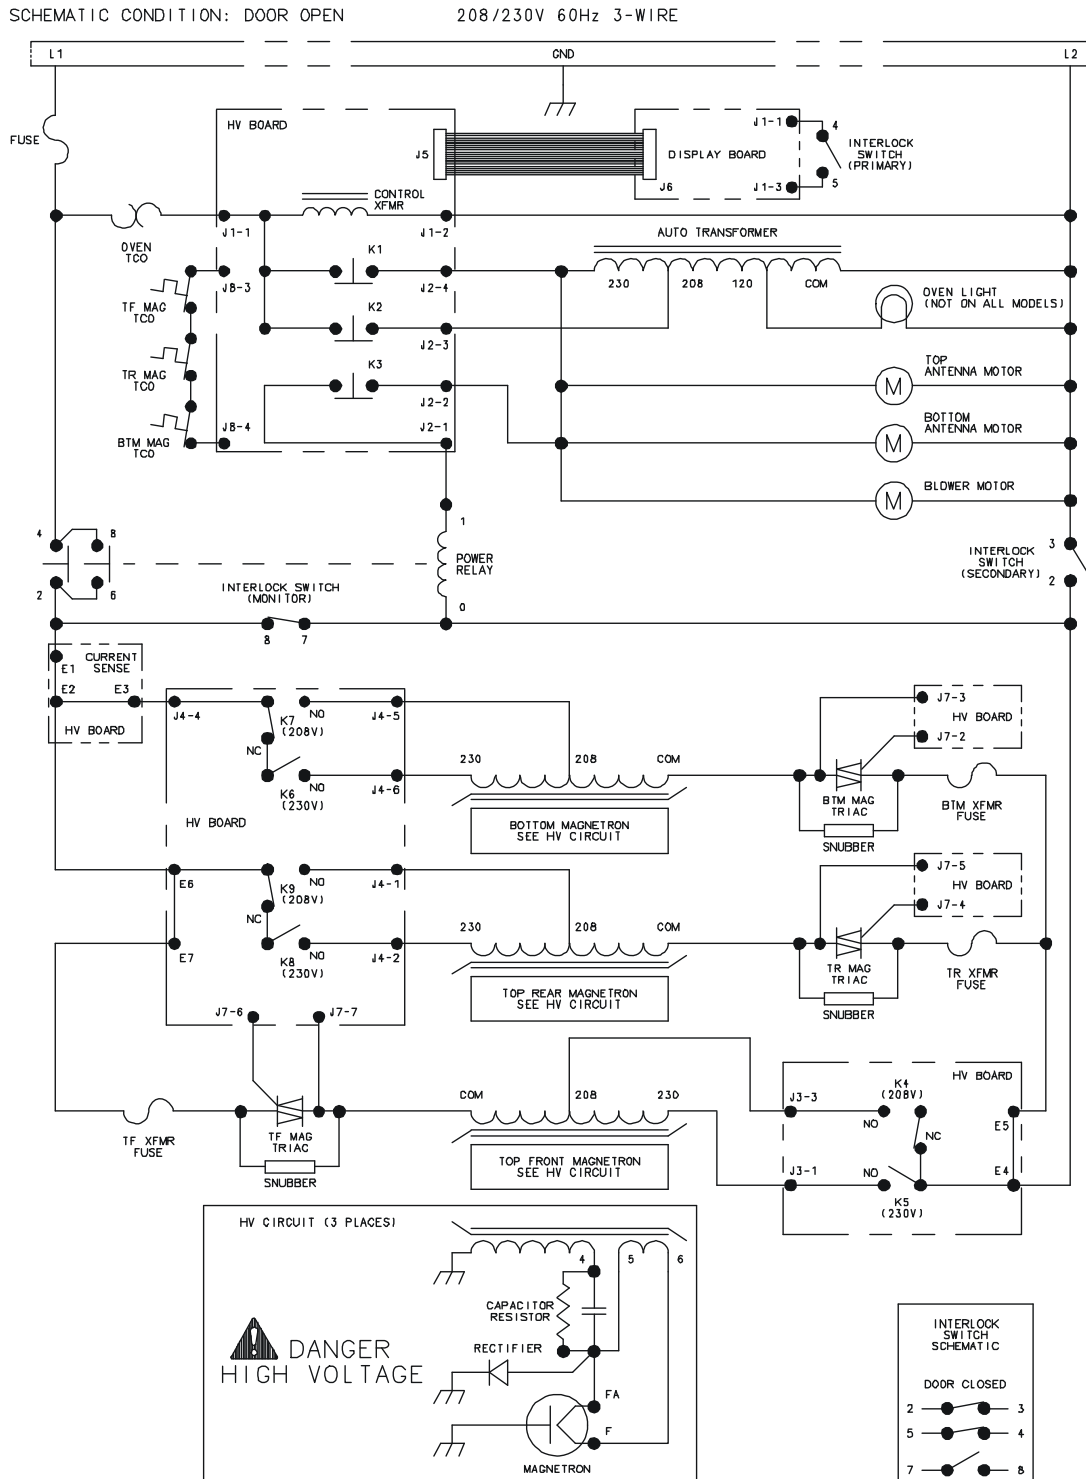 SCHEMATIC CONDITION: DOOR OPEN
208/230V 60Hz 3-WIRE
L1
GND
L2
FUSE
HV BOARD
J5
DISPLAY BOARD
J6
J1-1
J1-3
4
5
INTERLOCK
SWITCH
(PRIMARY)
CONTROL
XFMR
OVEN
TCO
J1-1
J1-2
AUTO TRANSFORMER
K1
J8-3
J2-4
230
208
120
COM
TF MAG
TCO
OVEN LIGHT
(NOT ON ALL MODELS)
K2
J2-3
TR MAG
TCO
K3
J2-2
TOP
ANTENNA MOTOR
M
J8-4
J2-1
BTM MAG
TCO
BOTTOM
ANTENNA MOTOR
M
BLOWER MOTOR
M
1
POWER
RELAY
0
4
8
2
6
INTERLOCK SWITCH
(MONITOR)
8
7
INTERLOCK
SWITCH
(SECONDARY)
3
2
CURRENT
SENSE
E1
E2
E3
HV BOARD
J4-4
K7
(208V)
NO
J4-5
NC
K6
(230V)
NO
J4-6
HV BOARD
230
208
COM
BOTTOM MAGNETRON
SEE HV CIRCUIT
J7-3
HV BOARD
J7-2
BTM MAG
TRIAC
SNUBBER
BTM XFMR
FUSE
E6
K9
(208V)
NO
J4-1
NC
E7
K8
(230V)
NO
J4-2
230
208
COM
TOP REAR MAGNETRON
SEE HV CIRCUIT
J7-5
HV BOARD
J7-4
TR MAG
TRIAC
SNUBBER
TR XFMR
FUSE
J7-6
J7-7
TF XFMR
FUSE
TF MAG
TRIAC
SNUBBER
COM
208
230
TOP FRONT MAGNETRON
SEE HV CIRCUIT
HV BOARD
J3-3
K4
(208V)
NO
NC
E5
J3-1
NO
K5
(230V)
E4
HV CIRCUIT (3 PLACES)
4
5
6
CAPACITOR
RESISTOR
RECTIFIER
DANGER
HIGH VOLTAGE
FA
F
MAGNETRON
INTERLOCK
SWITCH
SCHEMATIC
DOOR CLOSED
2 3
5 4
7 8